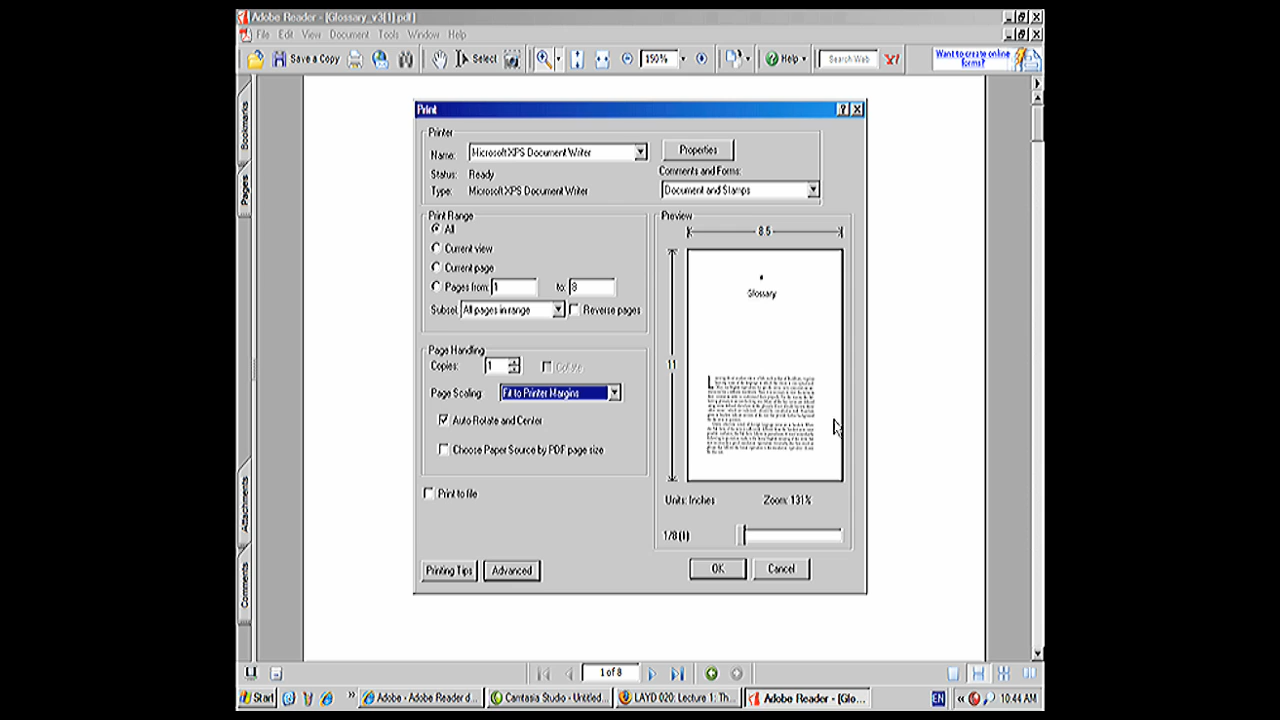 Adobe Reader - [Glossary_v3[1].pdf]
File Edit View Document Tools Window Help
Save a Copy Select 150% Help Search Web Y! Want to create online forms?
Bookmarks
Pages
Attachments
Comments
Print
Printer
Name: Microsoft XPS Document Writer Properties
Status: Ready Comments and Forms:
Type: Microsoft XPS Document Writer Document and Stamps
Print Range
All
Current view
Current page
Pages from: 1 to: 8
Subset: All pages in range Reverse pages
Page Handling
Copies: 1 Collate
Page Scaling: Fit to Printer Margins
Auto Rotate and Center
Choose Paper Source by PDF page size
Print to file
Preview
8.5
11
Glossary
Units: Inches Zoom: 131%
1/8 (1)
Printing Tips Advanced OK Cancel
1 of 8
Start Adobe - Adobe Reader d... Camtasia Studio - Untitled... LAYD 020: Lecture 1: Th... Adobe Reader - [Glo... EN 10:44 AM